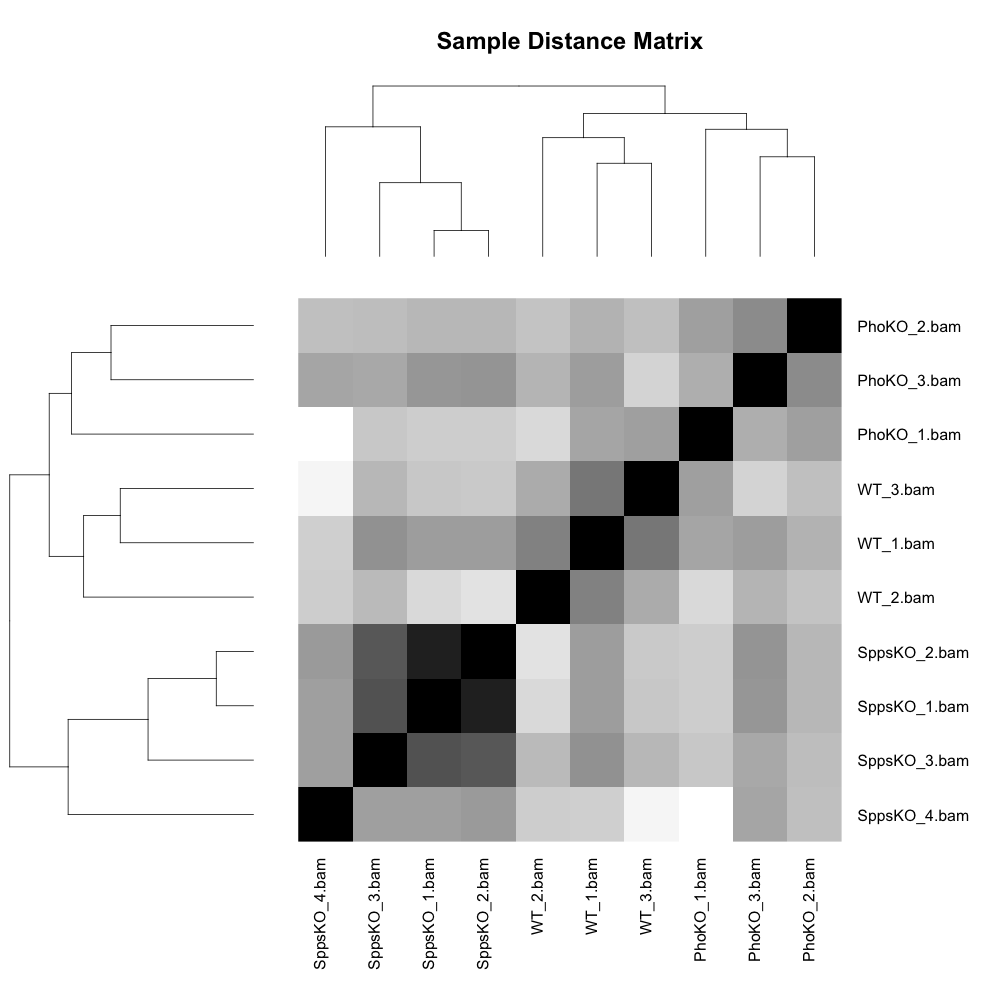 Sample Distance Matrix
PhoKO_2.bam
PhoKO_3.bam
PhoKO_1.bam
WT_3.bam
WT_1.bam
WT_2.bam
SppsKO_2.bam
SppsKO_1.bam
SppsKO_3.bam
SppsKO_4.bam
SppsKO_4.bam
SppsKO_3.bam
SppsKO_1.bam
SppsKO_2.bam
WT_2.bam
WT_1.bam
WT_3.bam
PhoKO_1.bam
PhoKO_3.bam
PhoKO_2.bam